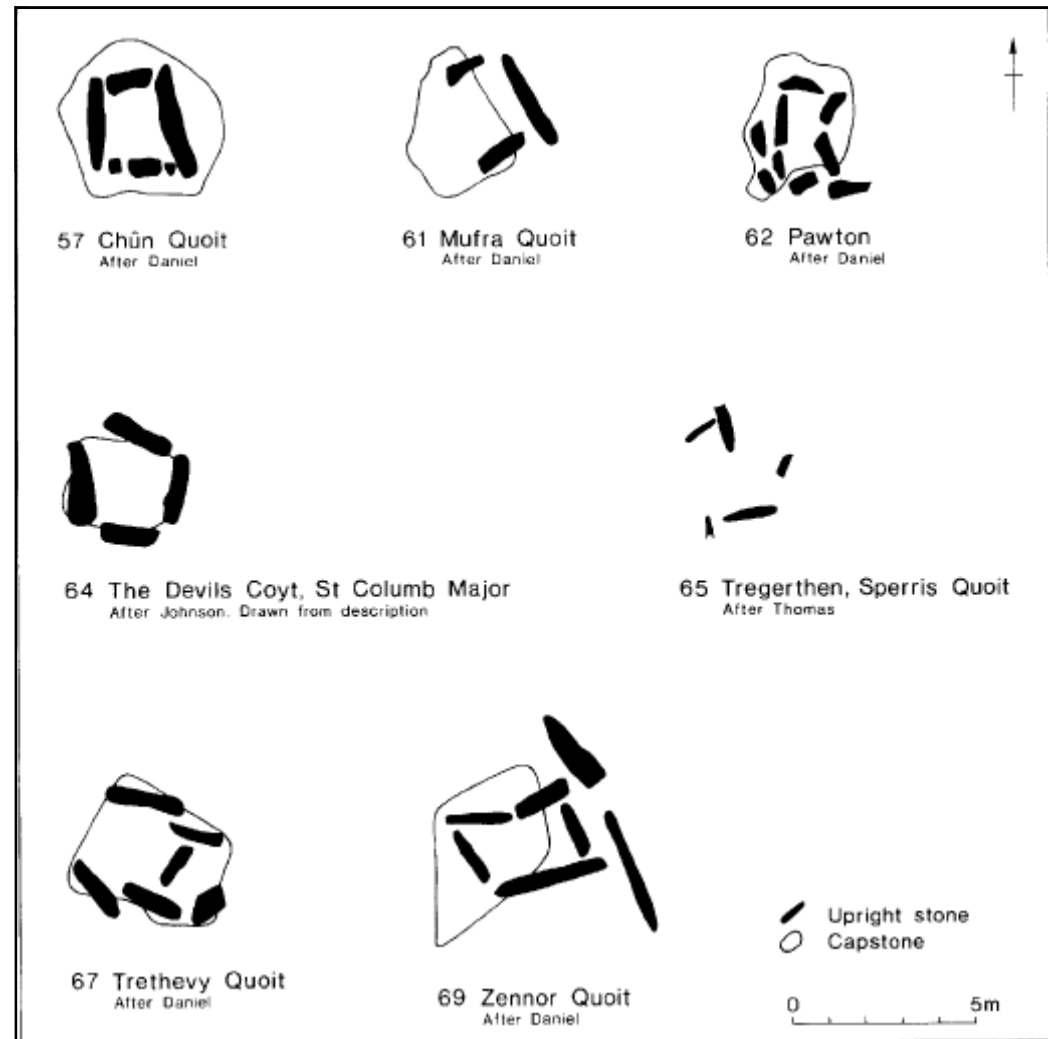 57 Chûn Quoit
After Daniel
61 Mufra Quoit
After Daniel
62 Pawton
After Daniel
64 The Devils Coyt, St Columb Major
After Johnson. Drawn from description
65 Tregerthen, Sperris Quoit
After Thomas
67 Trethevy Quoit
After Daniel
69 Zennor Quoit
After Daniel
Upright stone
Capstone
0 5m